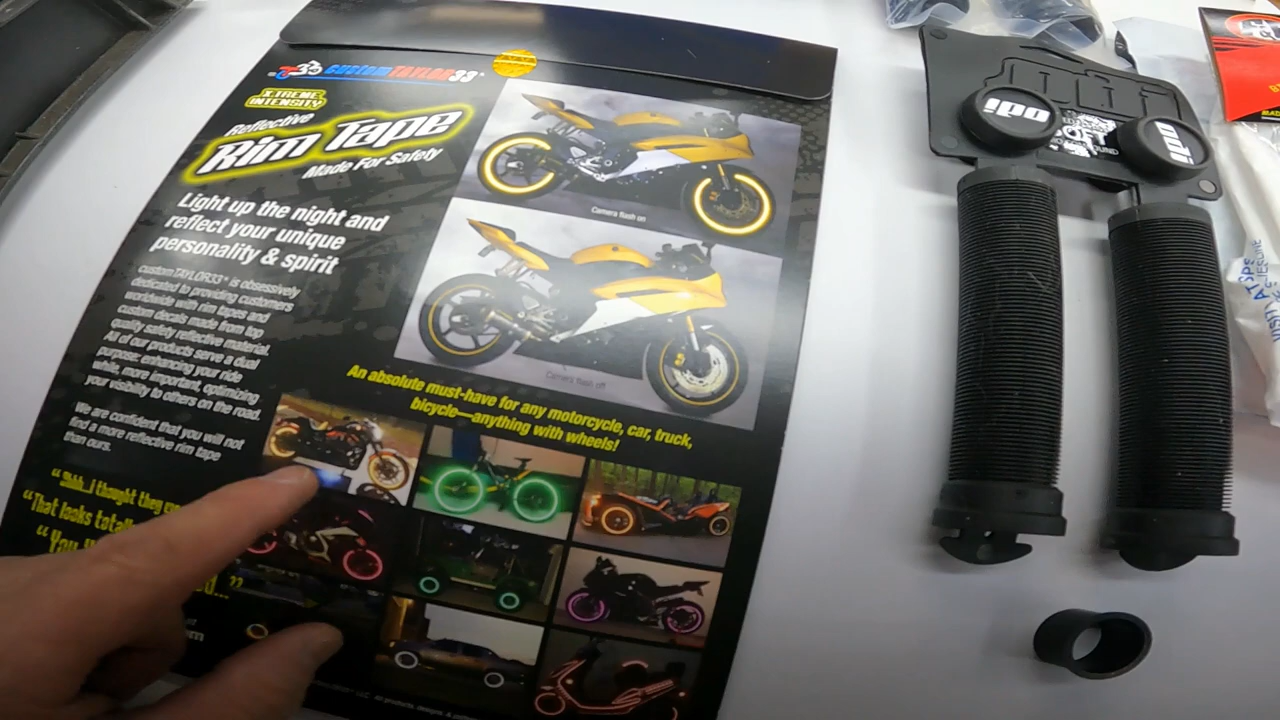 customTAYLOR33
X.TREME
INTENSITY
Reflective
Rim Tape
Made For Safety
Light up the night and
reflect your unique
personality & spirit
customTAYLOR33 is obsessively
dedicated to providing customers
worldwide with rim tapes and
custom decals made from top
quality safety reflective material.
All of our products serve a dual
purpose: enhancing your ride
while, more important, optimizing
your visibility to others on the road.
We are confident that you will not
find a more reflective rim tape
than ours.
Camera flash on
Camera flash off
An absolute must-have for any motorcycle, car, truck,
bicycle—anything with wheels!
"Shhh..i thought they
"That looks
"You
..."
ODI
ODI